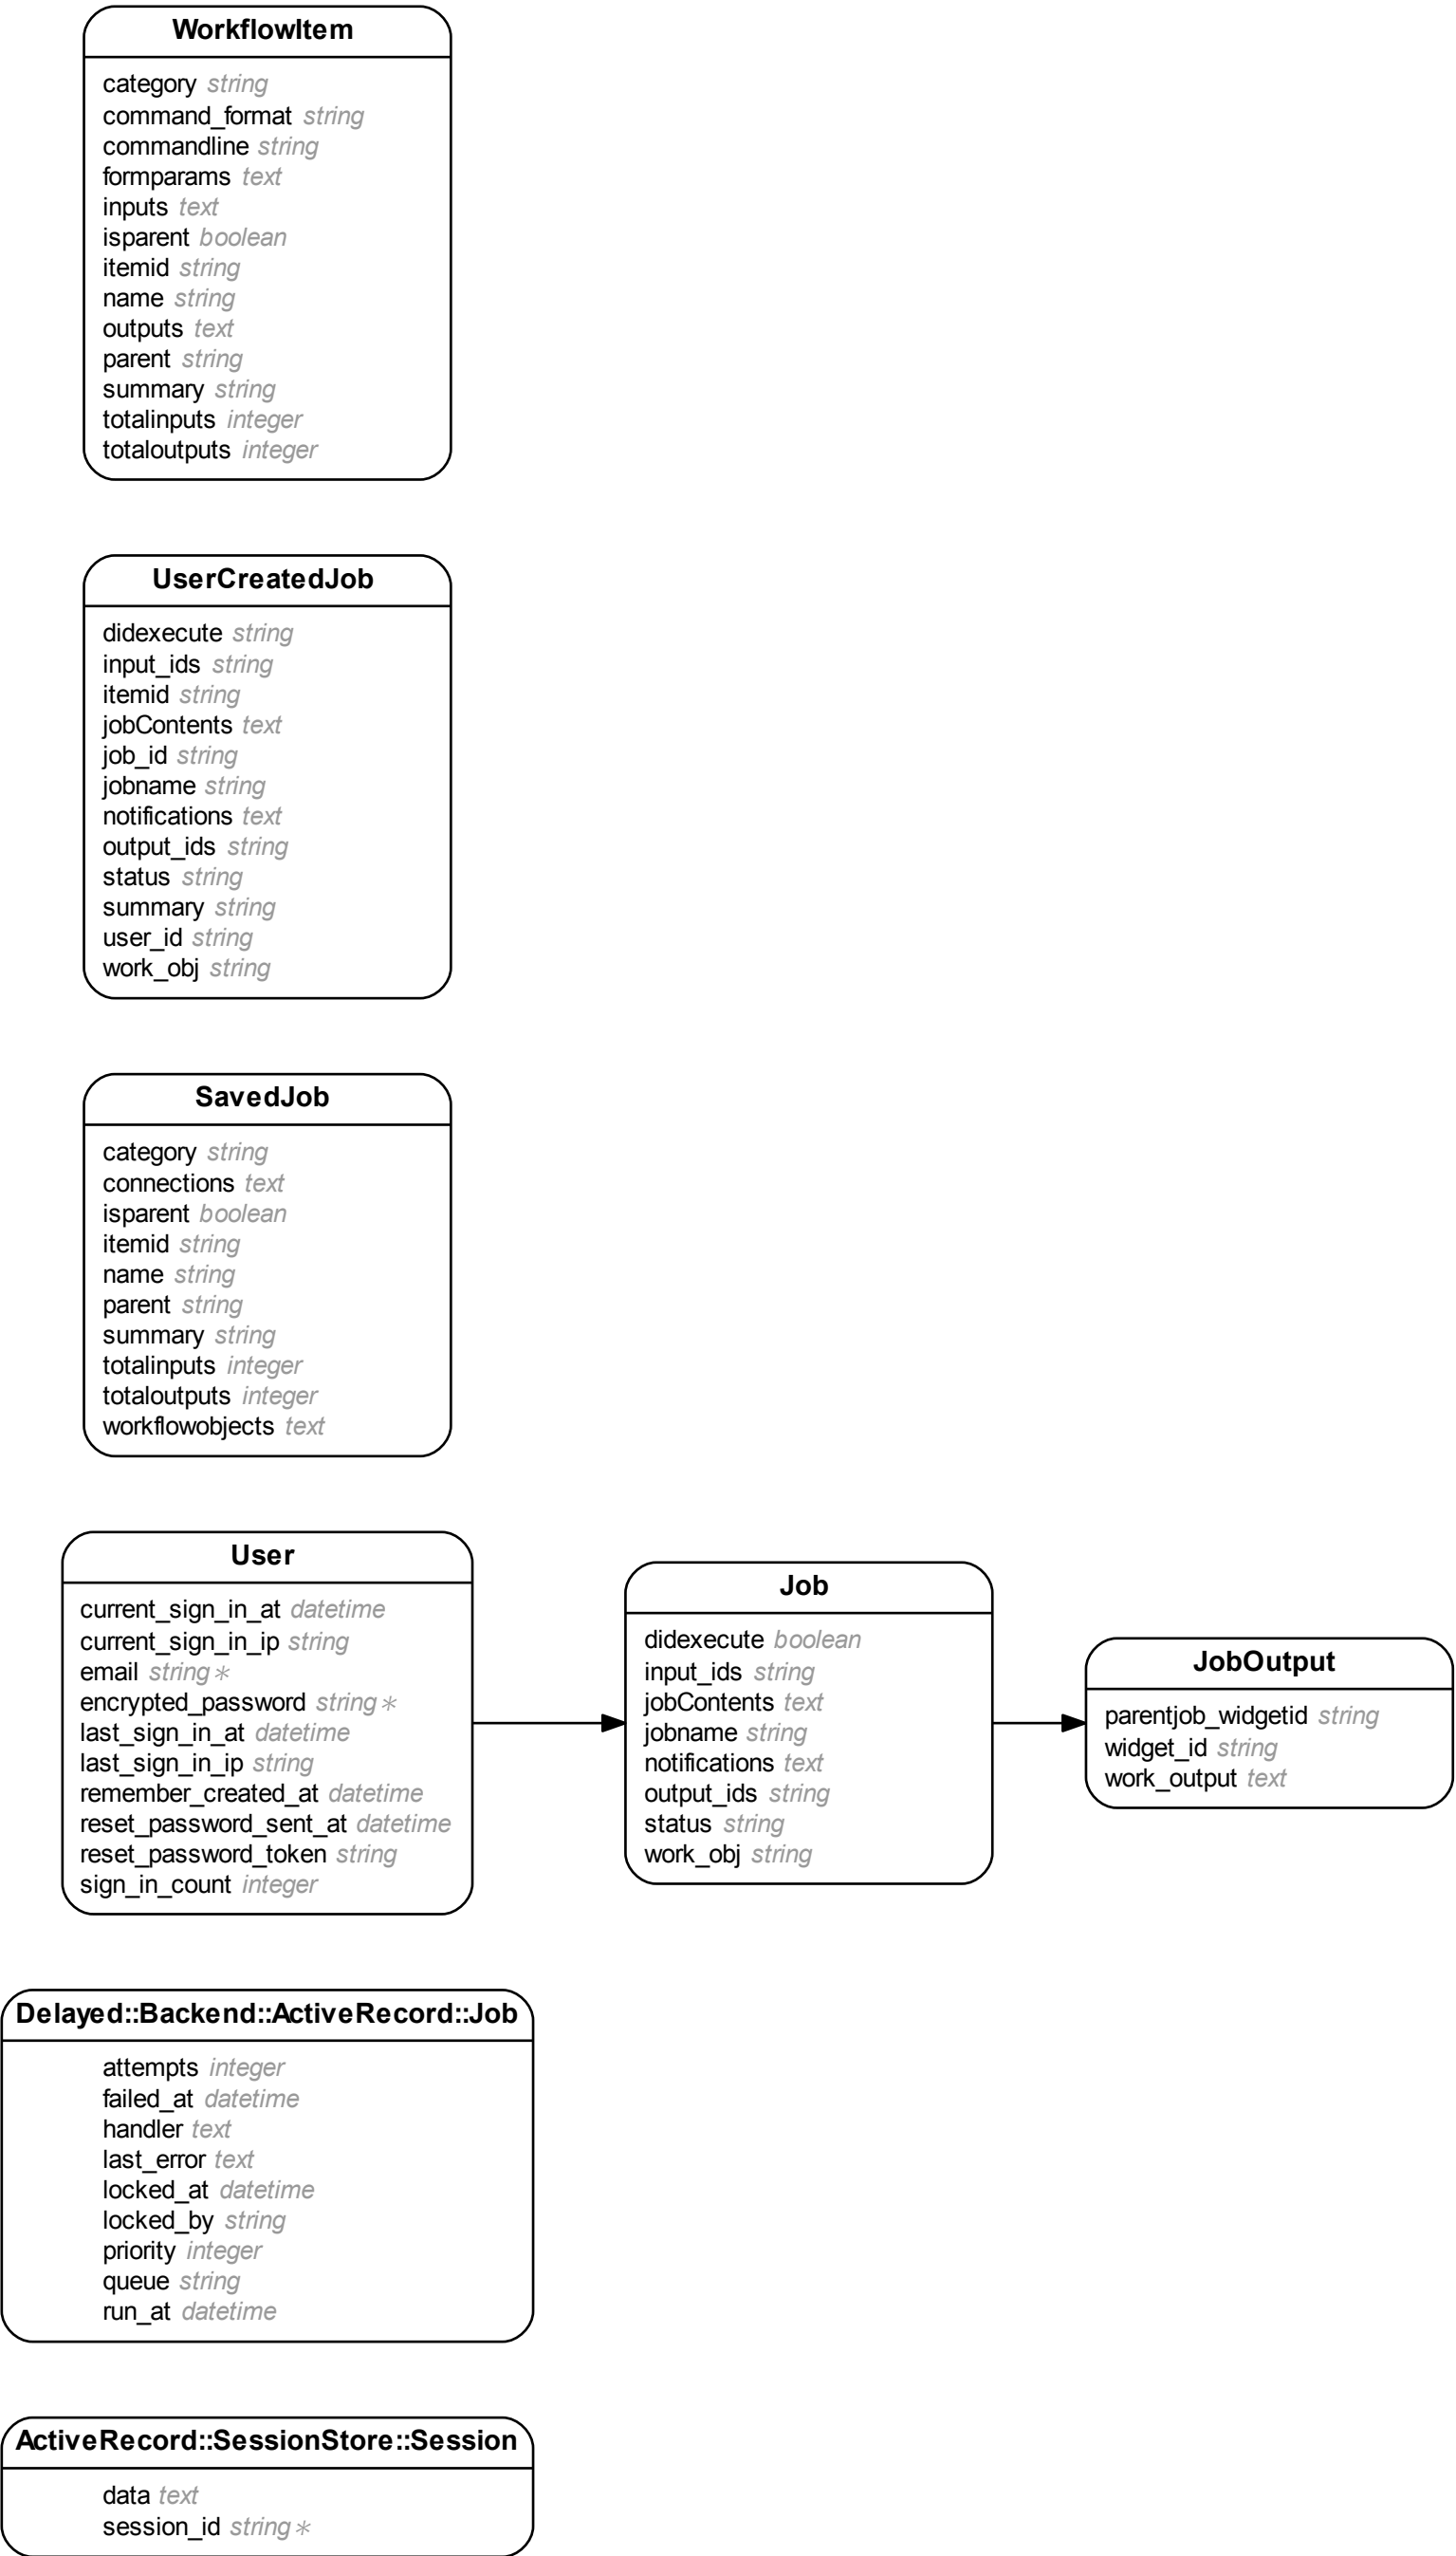 WorkflowItem
category string
command_format string
commandline string
formparams text
inputs text
isparent boolean
itemid string
name string
outputs text
parent string
summary string
totalinputs integer
totaloutputs integer
UserCreatedJob
didexecute string
input_ids string
itemid string
jobContents text
job_id string
jobname string
notifications text
output_ids string
status string
summary string
user_id string
work_obj string
SavedJob
category string
connections text
isparent boolean
itemid string
name string
parent string
summary string
totalinputs integer
totaloutputs integer
workflowobjects text
User
current_sign_in_at datetime
current_sign_in_ip string
email string *
encrypted_password string *
last_sign_in_at datetime
last_sign_in_ip string
remember_created_at datetime
reset_password_sent_at datetime
reset_password_token string
sign_in_count integer
Job
didexecute boolean
input_ids string
jobContents text
jobname string
notifications text
output_ids string
status string
work_obj string
JobOutput
parentjob_widgetid string
widget_id string
work_output text
Delayed::Backend::ActiveRecord::Job
attempts integer
failed_at datetime
handler text
last_error text
locked_at datetime
locked_by string
priority integer
queue string
run_at datetime
ActiveRecord::SessionStore::Session
data text
session_id string *